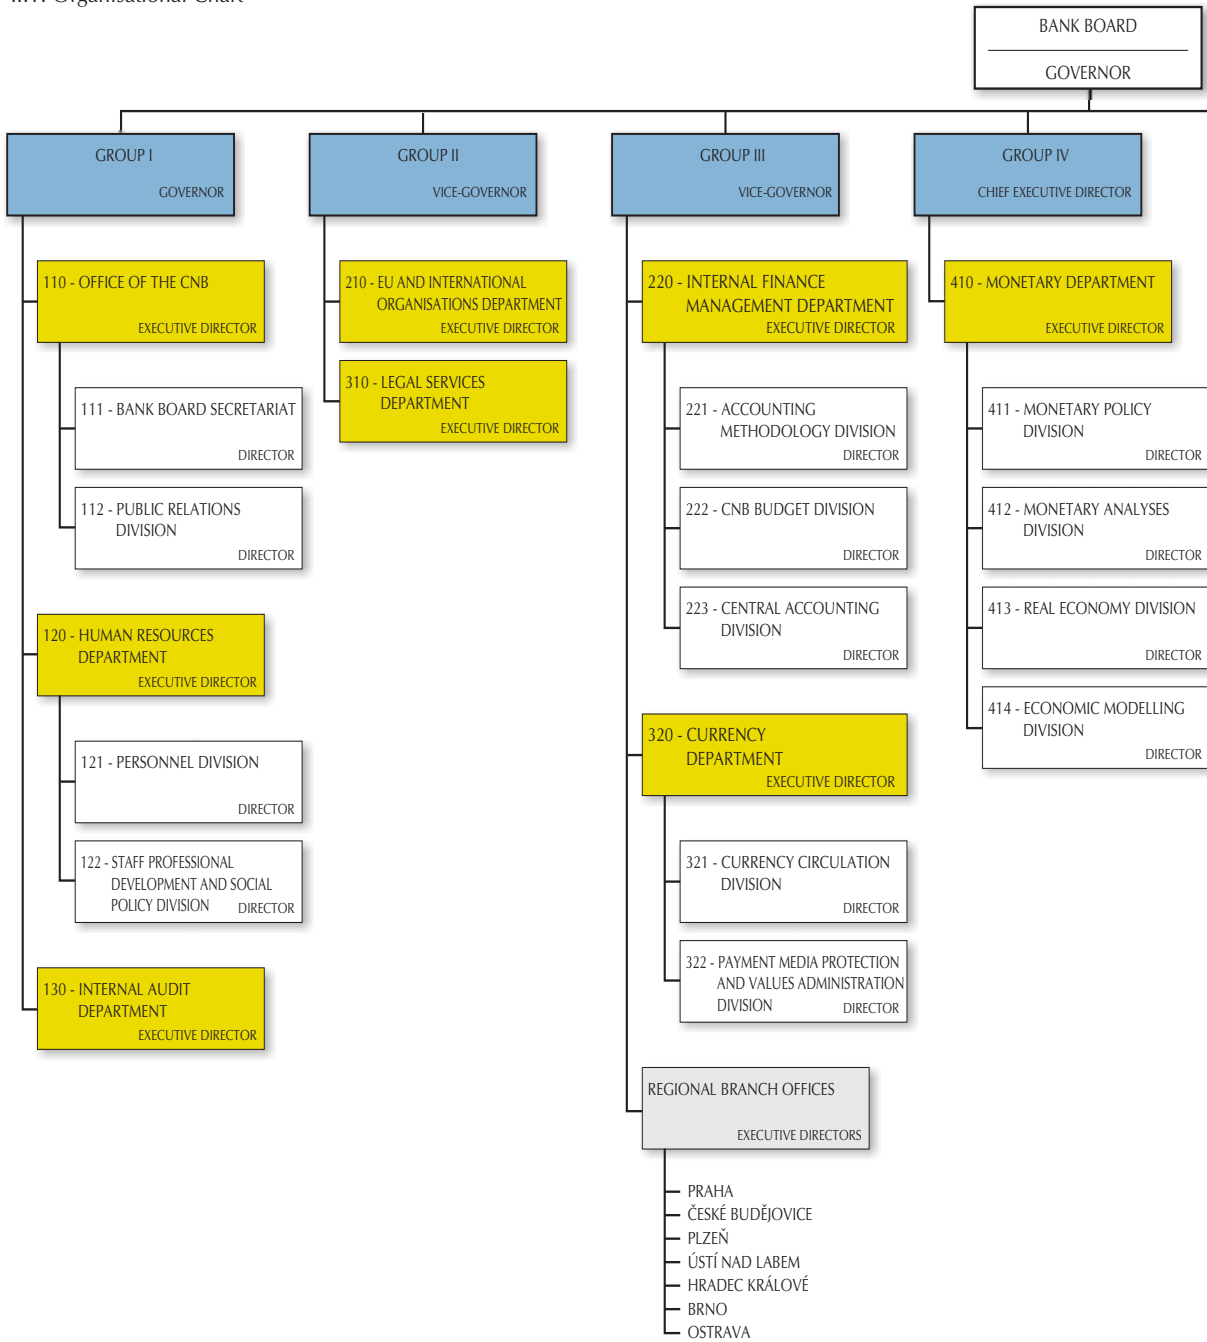 II.1. Organisational Chart
BANK BOARD
GOVERNOR
GROUP I
GOVERNOR
GROUP II
VICE-GOVERNOR
GROUP III
VICE-GOVERNOR
GROUP IV
CHIEF EXECUTIVE DIRECTOR
110 - OFFICE OF THE CNB
EXECUTIVE DIRECTOR
111 - BANK BOARD SECRETARIAT
DIRECTOR
112 - PUBLIC RELATIONS
DIVISION
DIRECTOR
120 - HUMAN RESOURCES
DEPARTMENT
EXECUTIVE DIRECTOR
121 - PERSONNEL DIVISION
DIRECTOR
122 - STAFF PROFESSIONAL
DEVELOPMENT AND SOCIAL
POLICY DIVISION DIRECTOR
130 - INTERNAL AUDIT
DEPARTMENT
EXECUTIVE DIRECTOR
210 - EU AND INTERNATIONAL
ORGANISATIONS DEPARTMENT
EXECUTIVE DIRECTOR
310 - LEGAL SERVICES
DEPARTMENT
EXECUTIVE DIRECTOR
220 - INTERNAL FINANCE
MANAGEMENT DEPARTMENT
EXECUTIVE DIRECTOR
221 - ACCOUNTING
METHODOLOGY DIVISION
DIRECTOR
222 - CNB BUDGET DIVISION
DIRECTOR
223 - CENTRAL ACCOUNTING
DIVISION
DIRECTOR
320 - CURRENCY
DEPARTMENT
EXECUTIVE DIRECTOR
321 - CURRENCY CIRCULATION
DIVISION
DIRECTOR
322 - PAYMENT MEDIA PROTECTION
AND VALUES ADMINISTRATION
DIVISION DIRECTOR
REGIONAL BRANCH OFFICES
EXECUTIVE DIRECTORS
PRAHA
ČESKÉ BUDĚJOVICE
PLZEŇ
ÚSTÍ NAD LABEM
HRADEC KRÁLOVÉ
BRNO
OSTRAVA
410 - MONETARY DEPARTMENT
EXECUTIVE DIRECTOR
411 - MONETARY POLICY
DIVISION
DIRECTOR
412 - MONETARY ANALYSES
DIVISION
DIRECTOR
413 - REAL ECONOMY DIVISION
DIRECTOR
414 - ECONOMIC MODELLING
DIVISION
DIRECTOR